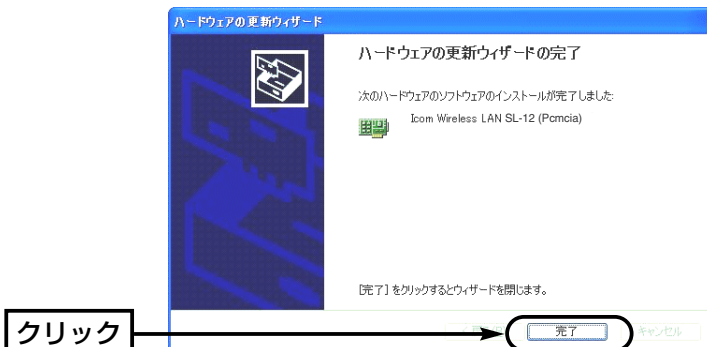 ハードウェアの更新ウィザード
ハードウェアの更新ウィザードの完了
次のハードウェアのソフトウェアのインストールが完了しました:
Icom Wireless LAN SL-12 (Pcmcia)
[完了] をクリックするとウィザードを閉じます。
クリック
完了
キャンセル